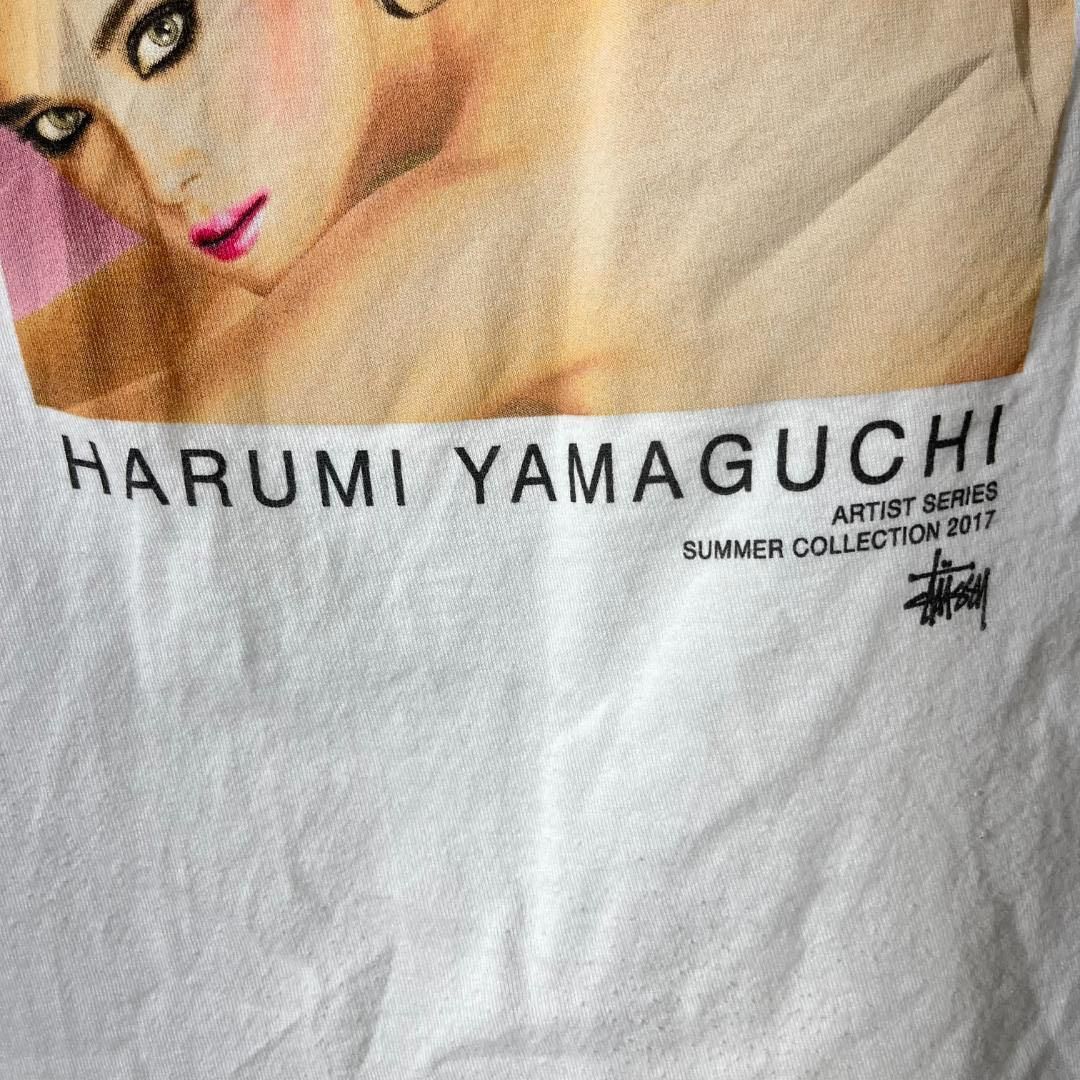 HARUMI YAMAGUCHI
ARTIST SERIES
SUMMER COLLECTION 2017
Stüssy